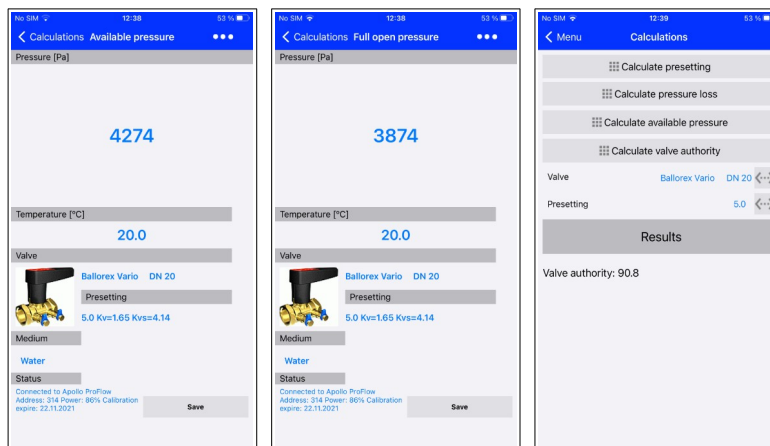 No SIM 12:38 53 %
Calculations Available pressure •••
Pressure [Pa]
4274
Temperature [°C]
20.0
Valve
Ballorex Vario DN 20
Presetting
5.0 Kv=1.65 Kvs=4.14
Medium
Water
Status
Connected to Apollo ProFlow
Address: 314 Power: 86% Calibration
expire: 22.11.2021
Save
No SIM 12:38 53 %
Calculations Full open pressure •••
Pressure [Pa]
3874
Temperature [°C]
20.0
Valve
Ballorex Vario DN 20
Presetting
5.0 Kv=1.65 Kvs=4.14
Medium
Water
Status
Connected to Apollo ProFlow
Address: 314 Power: 86% Calibration
expire: 22.11.2021
Save
No SIM 12:39 53 %
Menu Calculations
Calculate presetting
Calculate pressure loss
Calculate available pressure
Calculate valve authority
Valve Ballorex Vario DN 20
Presetting 5.0
Results
Valve authority: 90.8